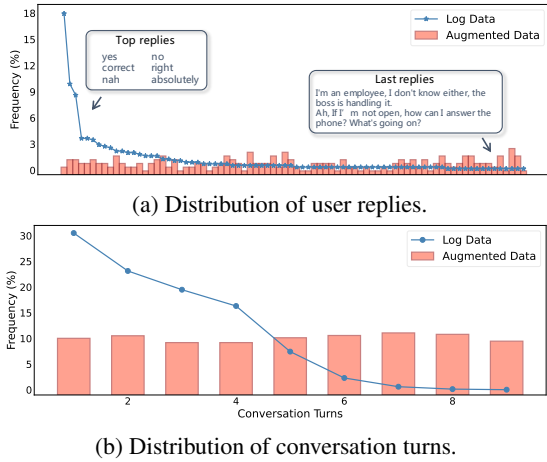 Frequency (%)
18
15
12
9
6
3
0
Log Data
Augmented Data
Top replies
yes no
correct right
nah absolutely
Last replies
I'm an employee, I don't know either, the
boss is handling it.
Ah, If I' m not open, how can I answer the
phone? What's going on?
(a) Distribution of user replies.
Frequency (%)
30
25
20
15
10
5
0
Log Data
Augmented Data
2 4 6 8
Conversation Turns
(b) Distribution of conversation turns.